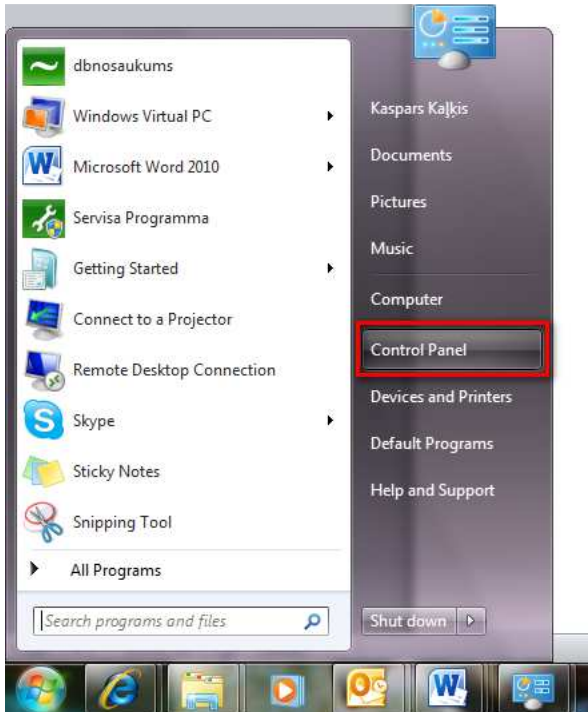 dbnosaukums
Windows Virtual PC
Microsoft Word 2010
Servisa Programma
Getting Started
Connect to a Projector
Remote Desktop Connection
Skype
Sticky Notes
Snipping Tool
All Programs
Search programs and files
Kaspars Kaļķis
Documents
Pictures
Music
Computer
Control Panel
Devices and Printers
Default Programs
Help and Support
Shut down